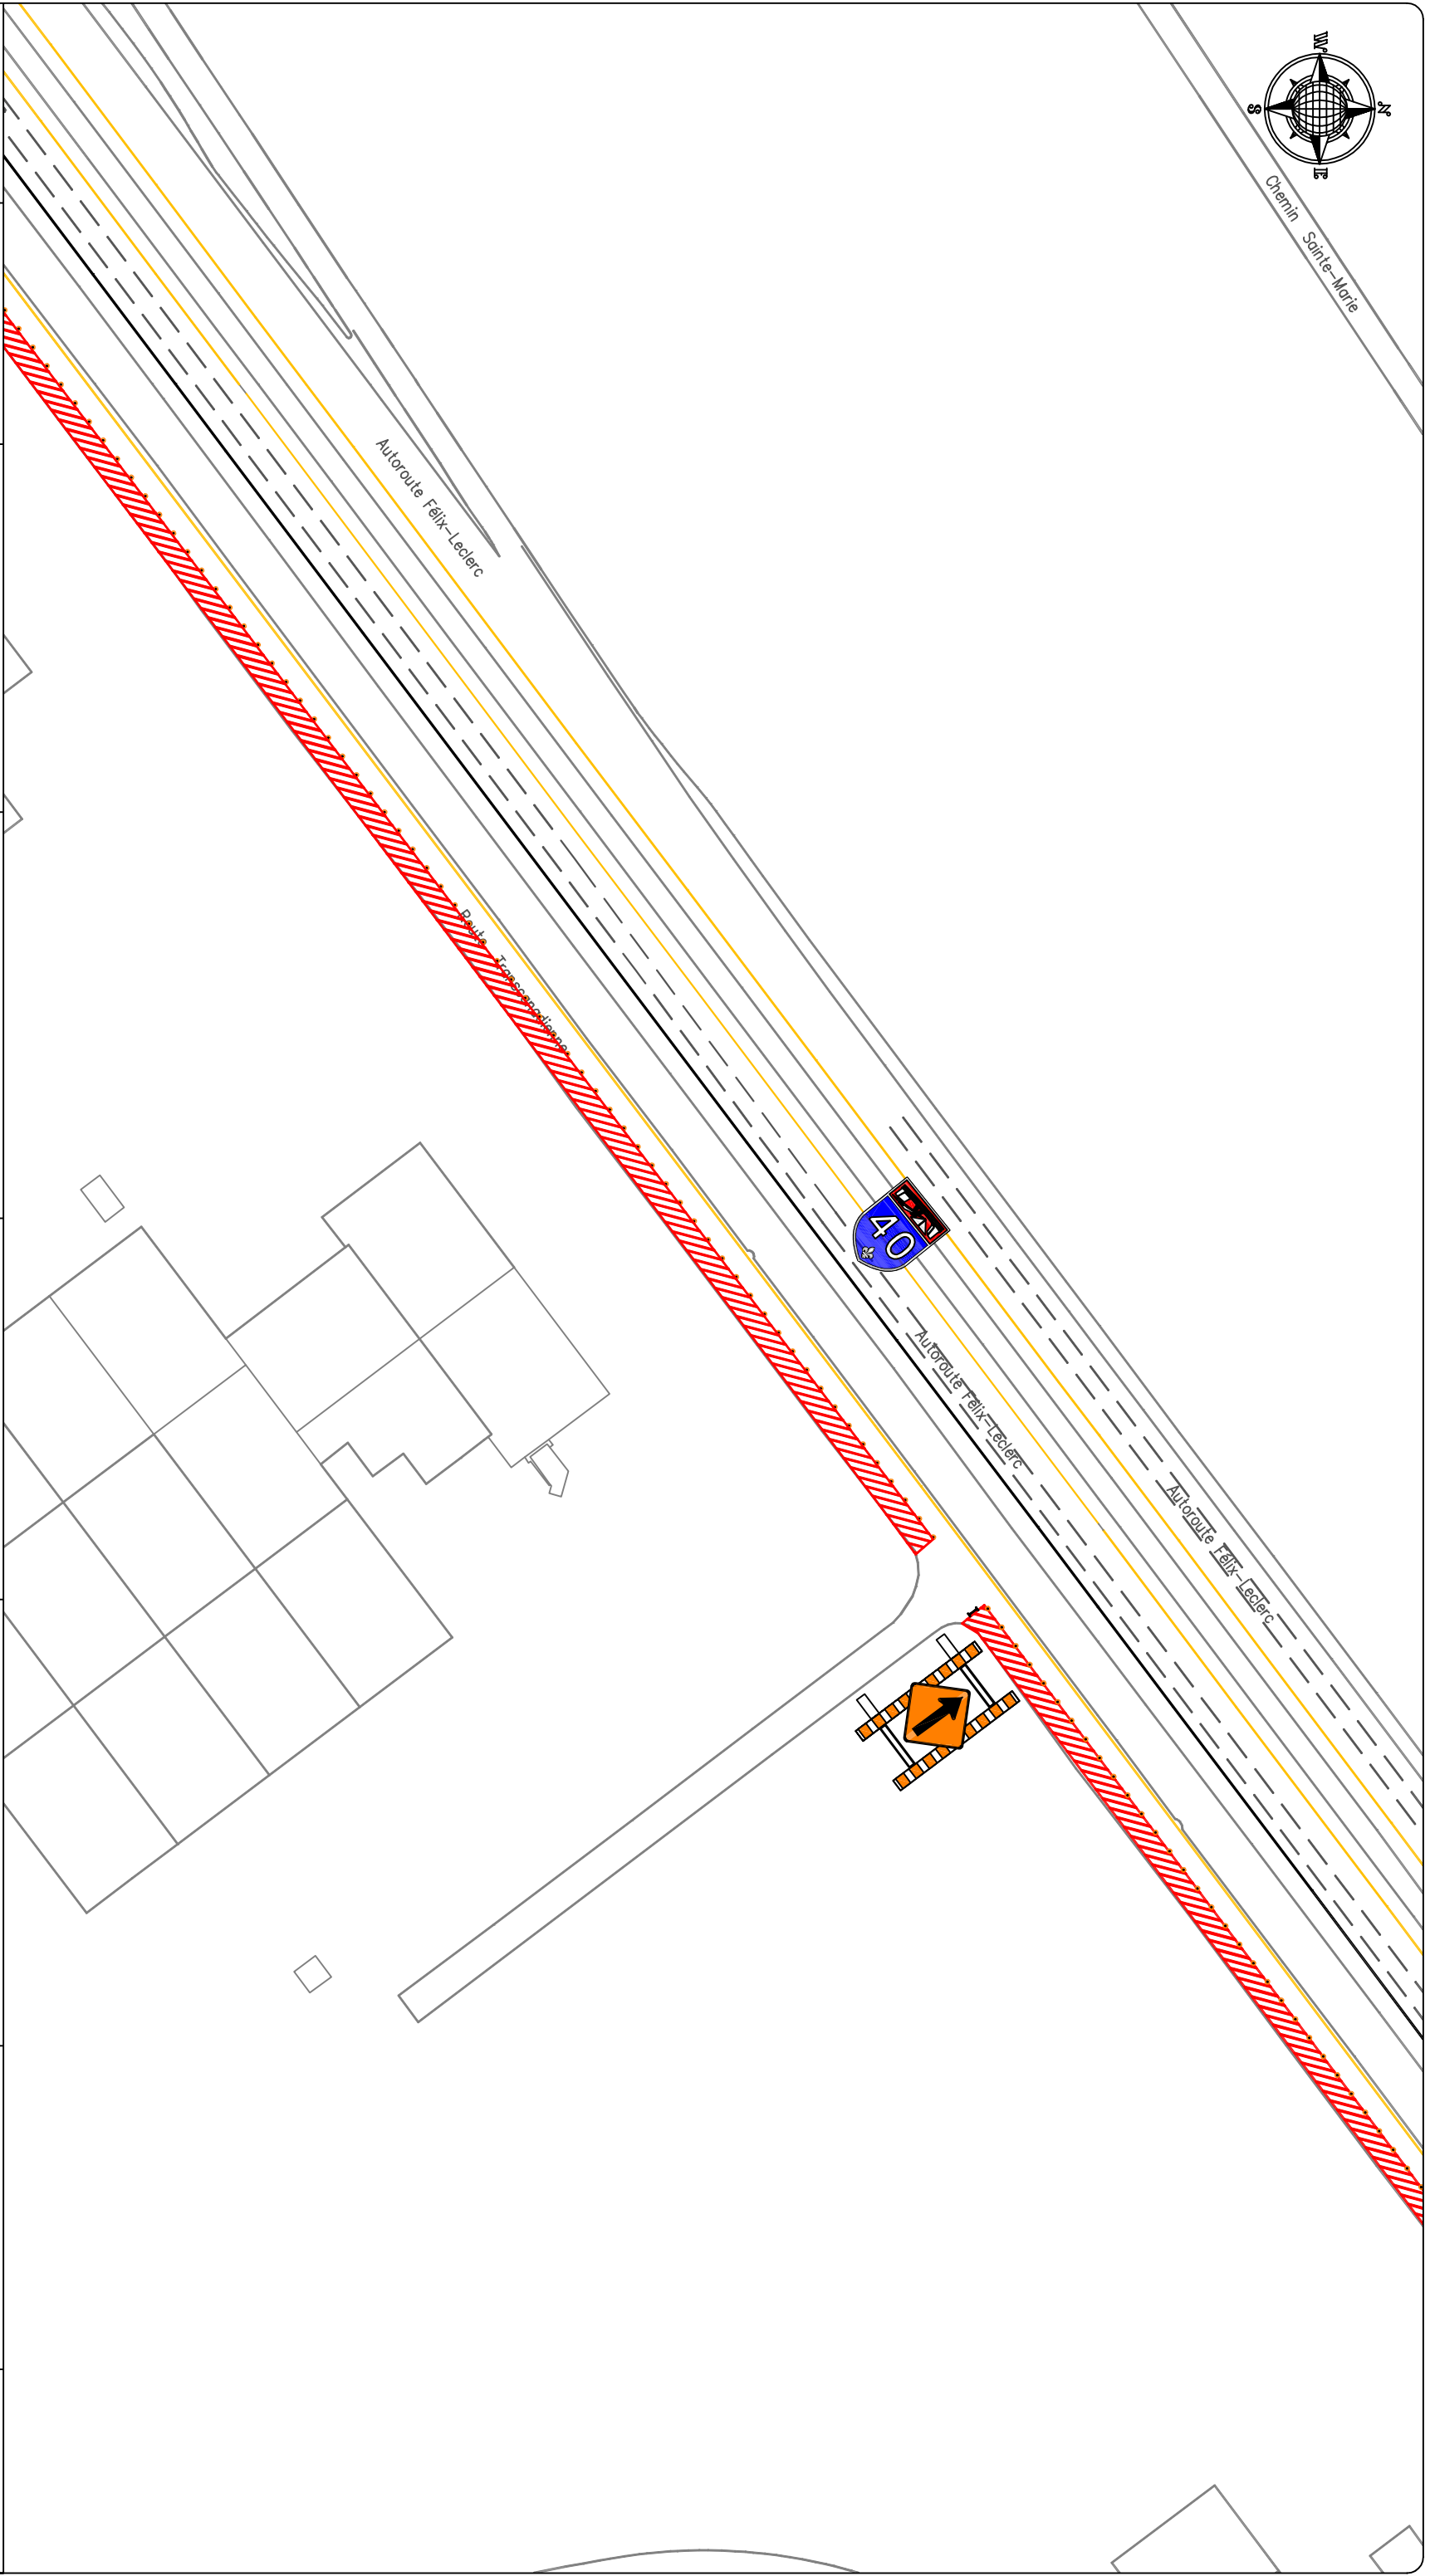 W
N
S
E
Chemin Sainte-Marie
Autoroute Félix-Leclerc
Route Transcanadienne
40
Autoroute Félix-Leclerc
Autoroute Félix-Leclerc